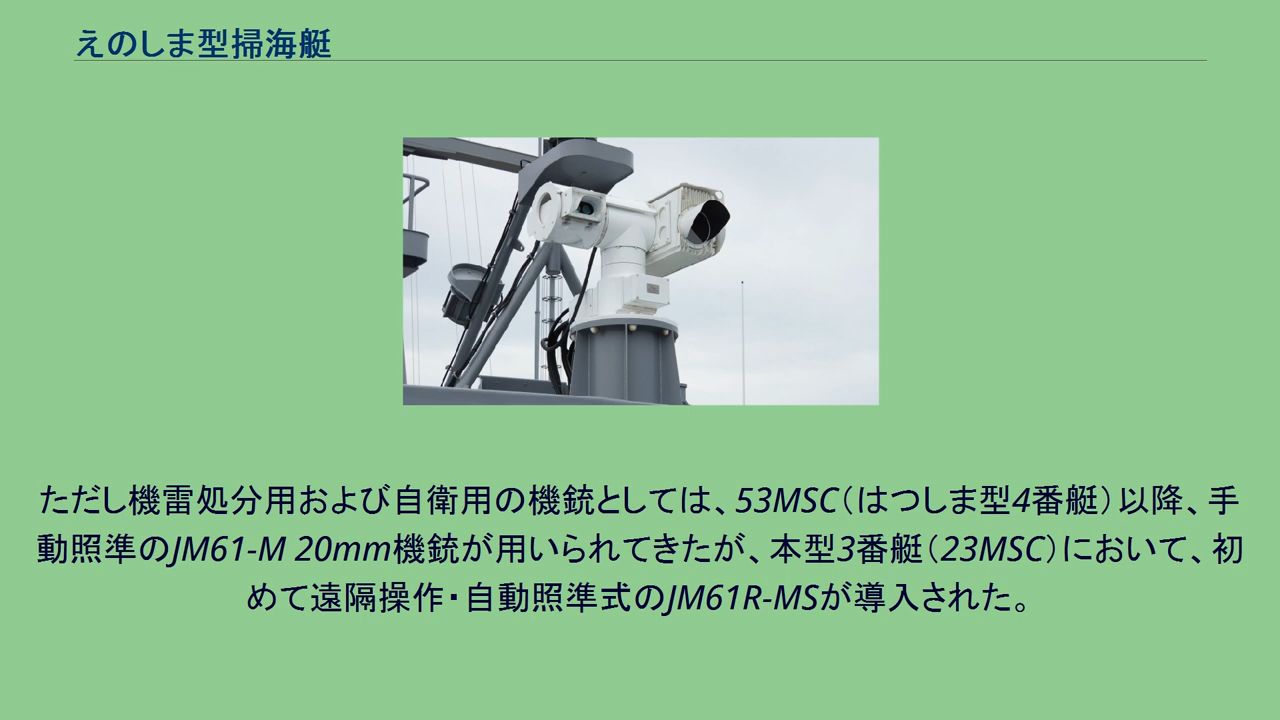 えのしま型掃海艇
ただし機雷処分用および自衛用の機銃としては、53MSC（はつしま型4番艇）以降、手
動照準のJM61-M 20mm機銃が用いられてきたが、本型3番艇（23MSC）において、初
めて遠隔操作・自動照準式のJM61R-MSが導入された。